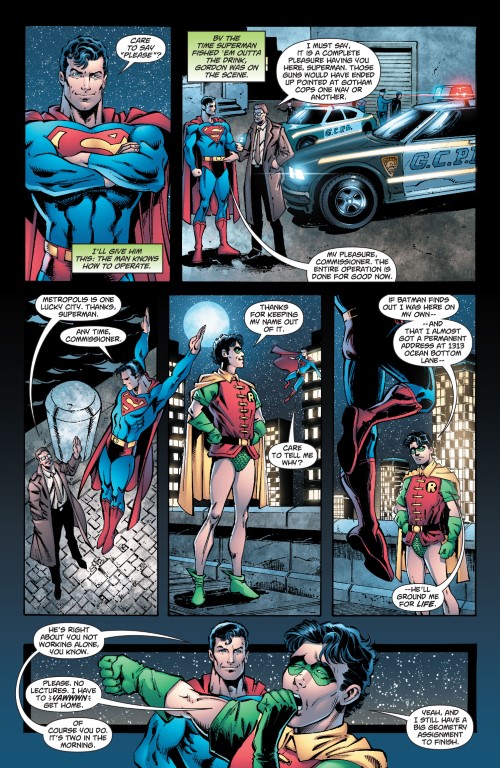 CARE
TO SAY
"PLEASE"?
I'LL GIVE HIM
THIS: THE MAN KNOWS
HOW TO OPERATE.
BY THE
TIME SUPERMAN
FISHED 'EM OUTTA
THE DRINK,
GORDON WAS ON
THE SCENE.
I MUST SAY,
IT IS A COMPLETE
PLEASURE HAVING YOU
HERE, SUPERMAN. THOSE
GUNS WOULD HAVE ENDED
UP POINTED AT GOTHAM
COPS ONE WAY OR
ANOTHER.
G.C.P.D.
G.C.P.D.
MY PLEASURE,
COMMISSIONER. THE
ENTIRE OPERATION IS
DONE FOR GOOD NOW.
METROPOLIS IS ONE
LUCKY CITY. THANKS,
SUPERMAN.
ANY TIME,
COMMISSIONER.
THANKS
FOR KEEPING
MY NAME OUT
OF IT.
R
CARE
TO TELL ME
WHY?
IF BATMAN FINDS
OUT I WAS HERE ON
MY OWN--
--AND
THAT I ALMOST
GOT A PERMANENT
ADDRESS AT 1313
OCEAN BOTTOM
LANE--
R
--HE'LL
GROUND ME
FOR LIFE.
HE'S RIGHT
ABOUT YOU NOT
WORKING ALONE,
YOU KNOW.
PLEASE. NO
LECTURES. I HAVE
TO :YAWWWN:
GET HOME.
OF
COURSE YOU DO.
IT'S TWO IN THE
MORNING.
YEAH, AND
I STILL HAVE A
BIG GEOMETRY
ASSIGNMENT
TO FINISH.